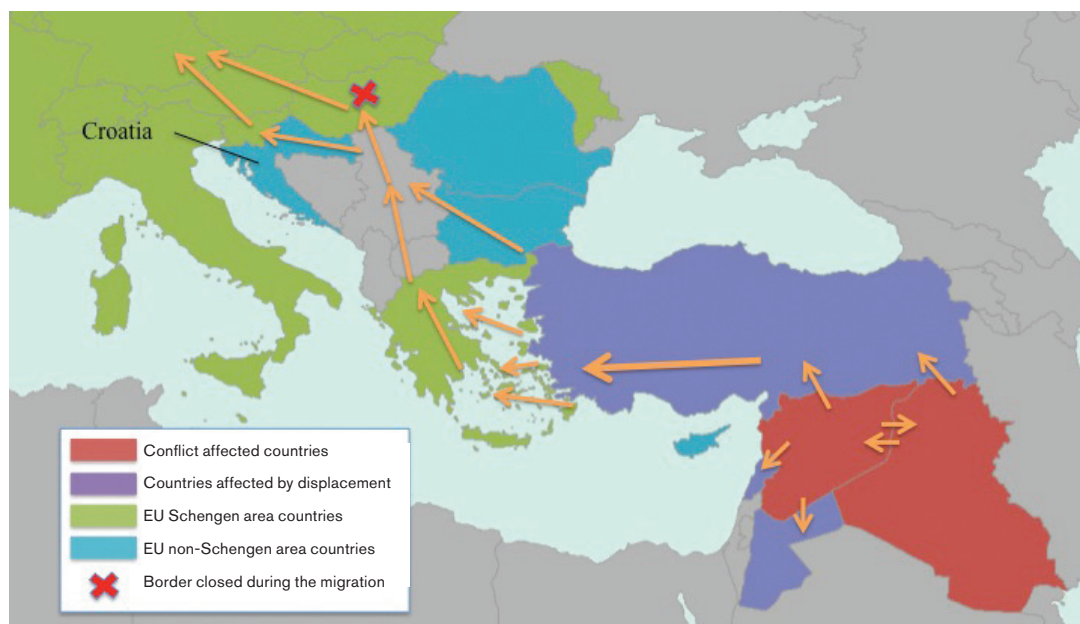 Croatia
Conflict affected countries
Countries affected by displacement
EU Schengen area countries
EU non-Schengen area countries
Border closed during the migration